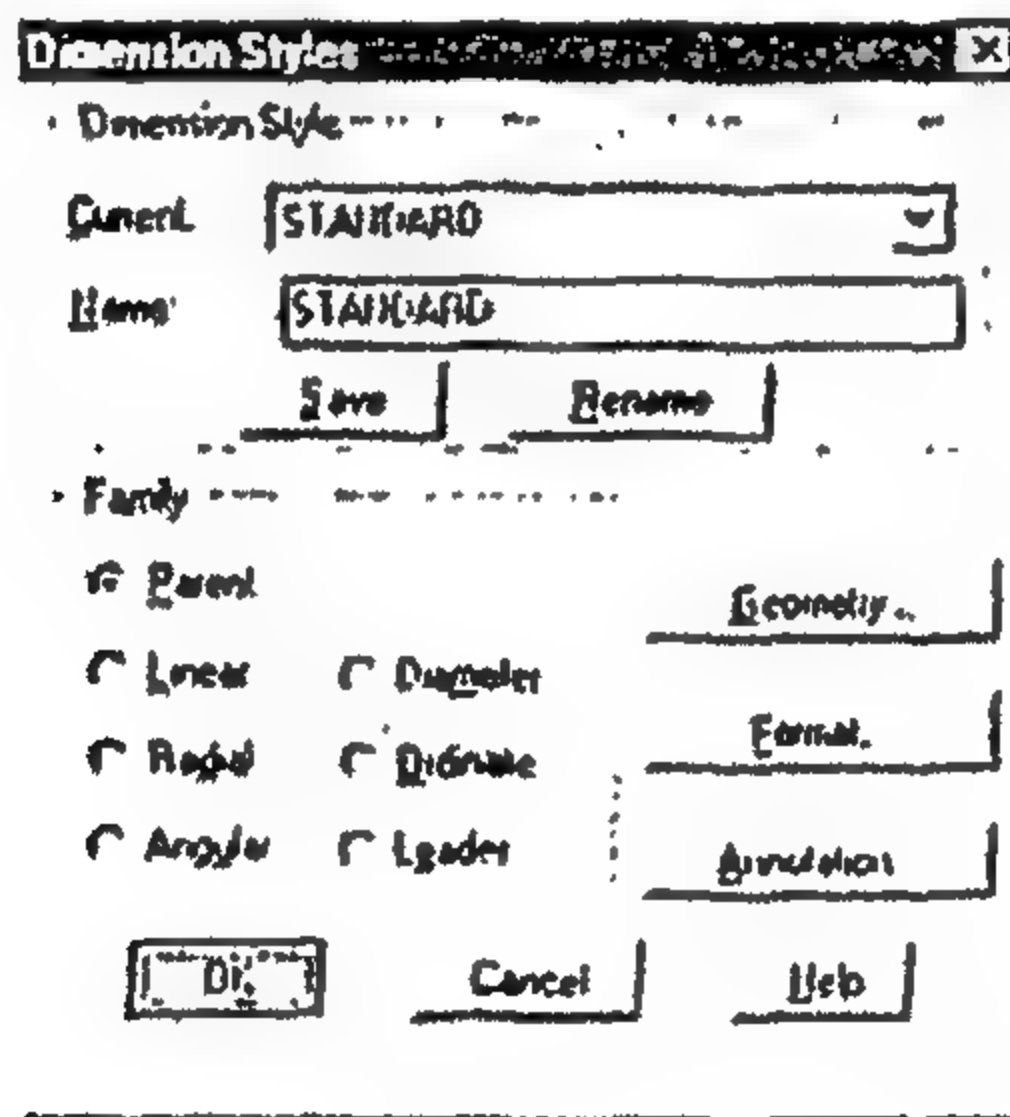 Dimension Styles
Dimension Style
Current:
STANDARD
Name:
STANDARD
Save
Rename
Family
Parent
Linear
Diameter
Radial
Ordinate
Angular
Leader
Geometry...
Format...
Annotation...
OK
Cancel
Help